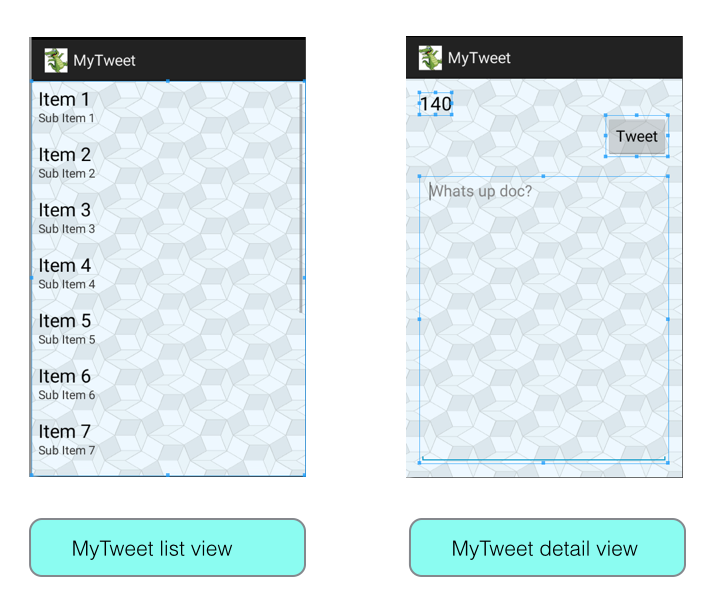 MyTweet
Item 1
Sub Item 1
Item 2
Sub Item 2
Item 3
Sub Item 3
Item 4
Sub Item 4
Item 5
Sub Item 5
Item 6
Sub Item 6
Item 7
Sub Item 7
MyTweet list view
MyTweet
140
Tweet
Whats up doc?
MyTweet detail view